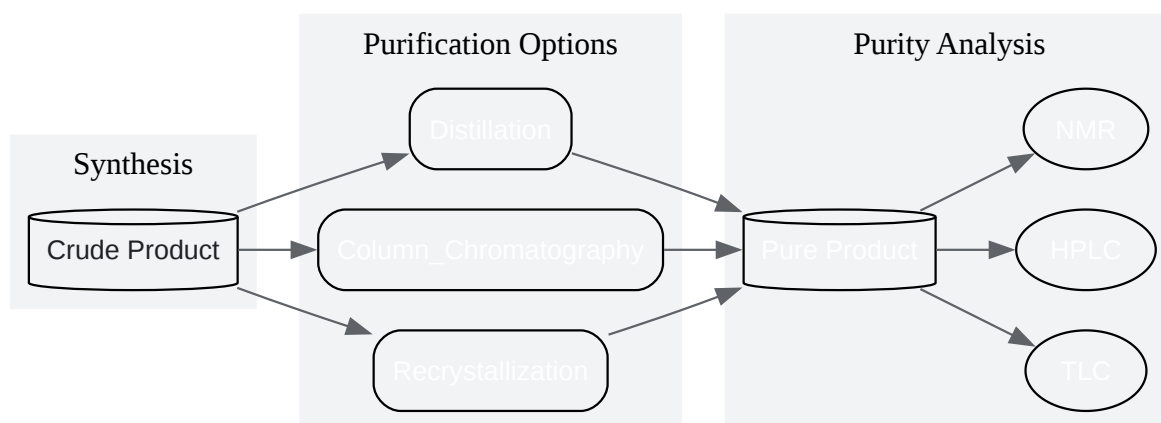 Purification Options
Purity Analysis
Synthesis
Distillation
Column_Chromatography
Recrystallization
Crude Product
Pure Product
NMR
HPLC
TLC